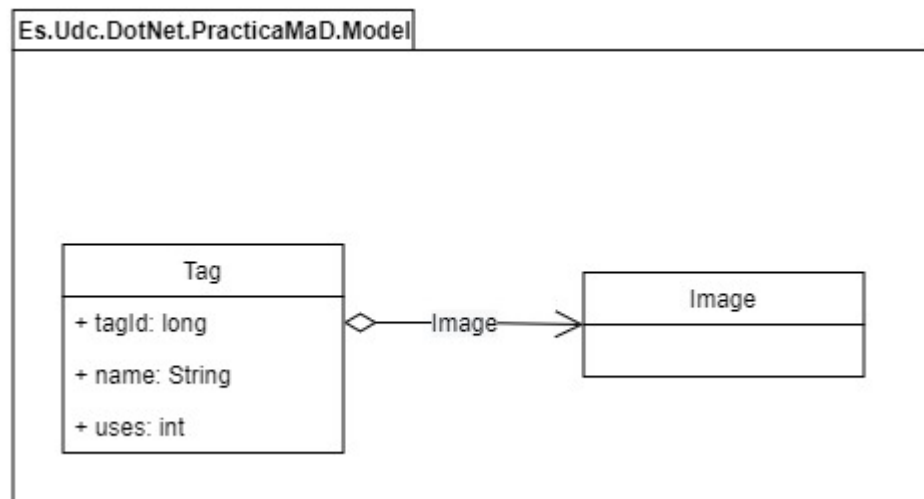 Es.Udc.DotNet.PracticaMaD.Model
Tag
+ tagId: long
+ name: String
+ uses: int
Image
Image